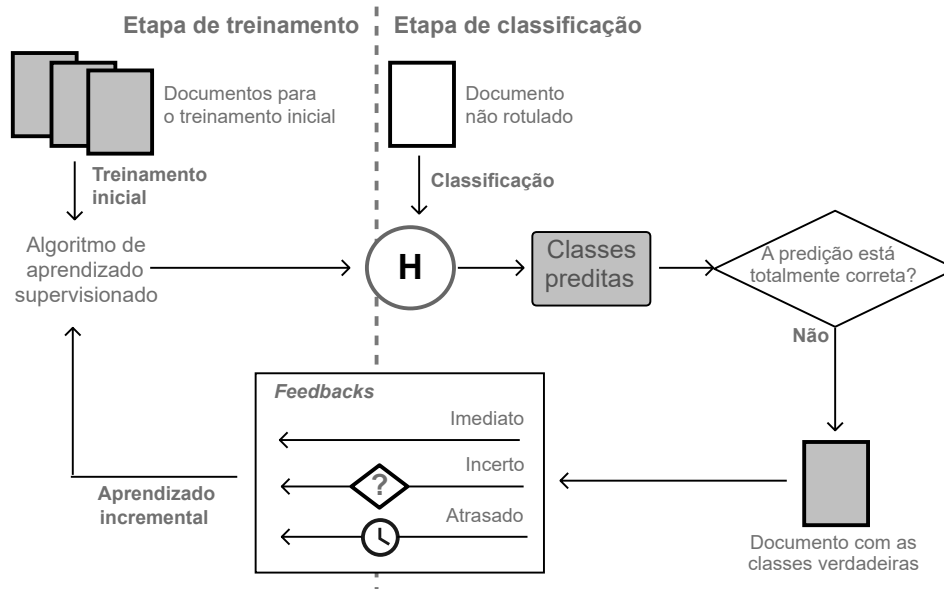 Etapa de treinamento
Etapa de classificação
Documentos para
o treinamento inicial
Documento
não rotulado
Treinamento
inicial
Classificação
Algoritmo de
aprendizado
supervisionado
H
Classes
preditas
A predição está
totalmente correta?
Não
Feedbacks
Imediato
Incerto
?
Atrasado
Aprendizado
incremental
Documento com as
classes verdadeiras